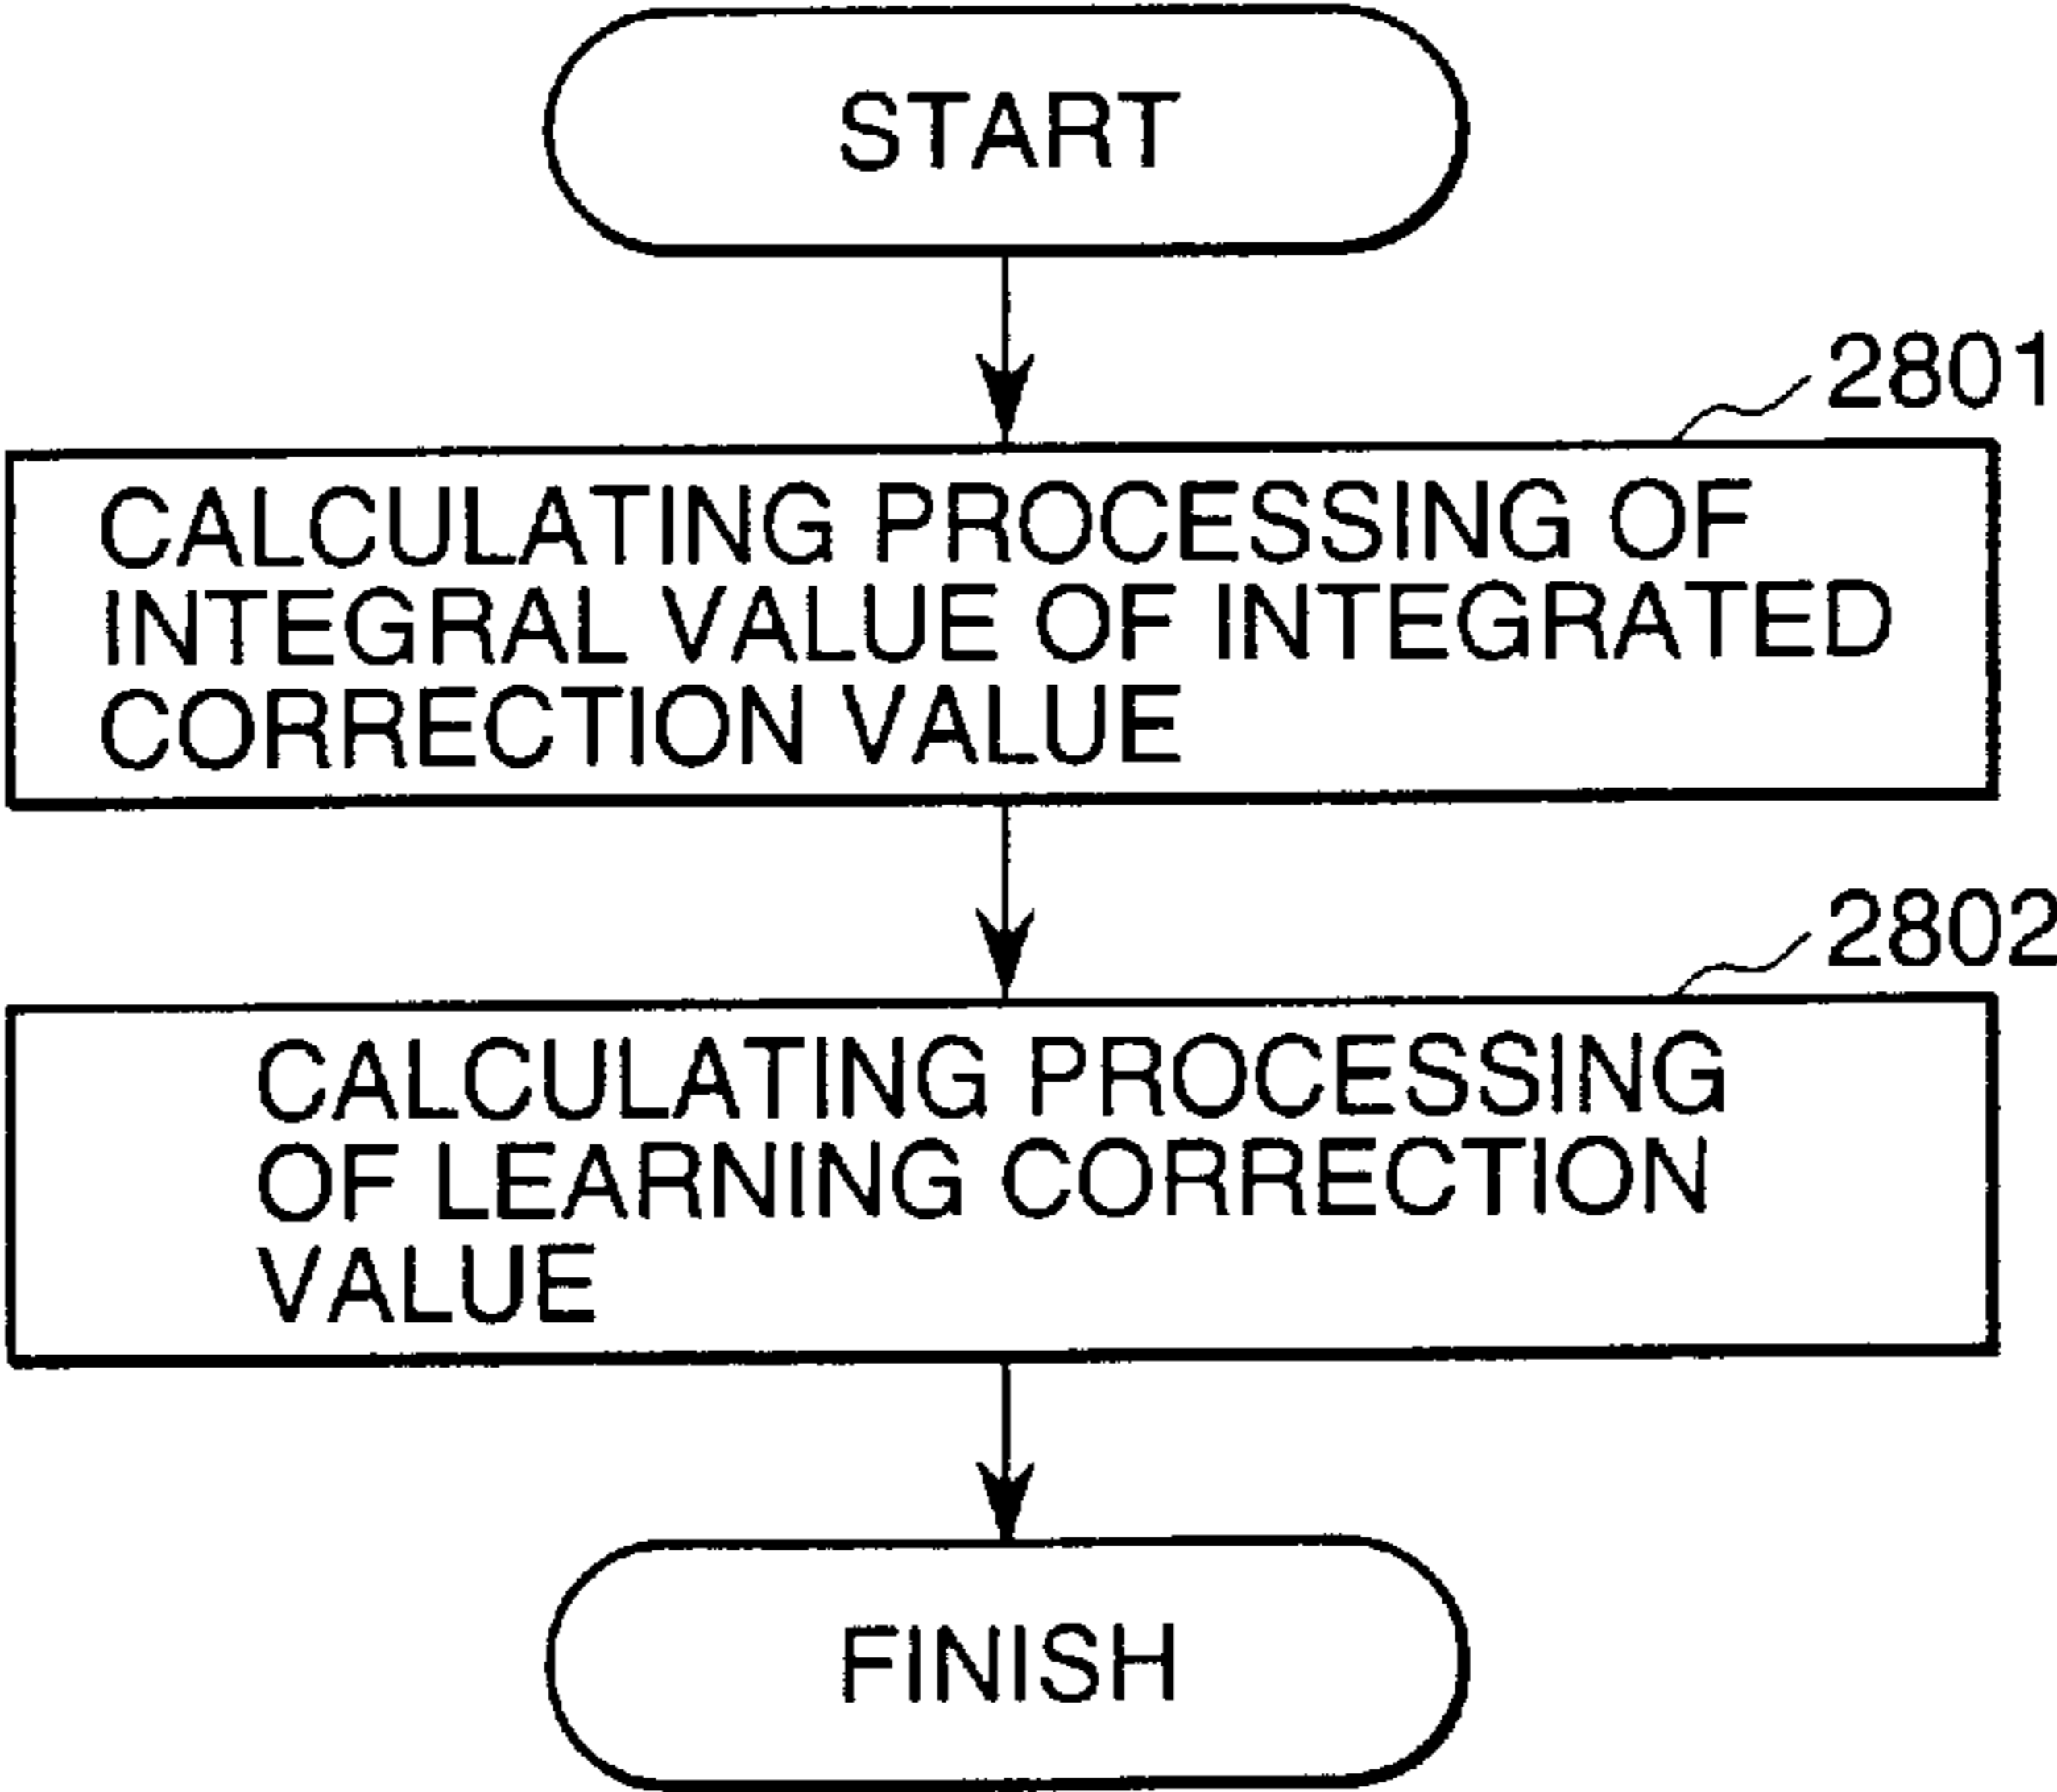 START
2801
CALCULATING PROCESSING OF
INTEGRAL VALUE OF INTEGRATED
CORRECTION VALUE
2802
CALCULATING PROCESSING
OF LEARNING CORRECTION
VALUE
FINISH